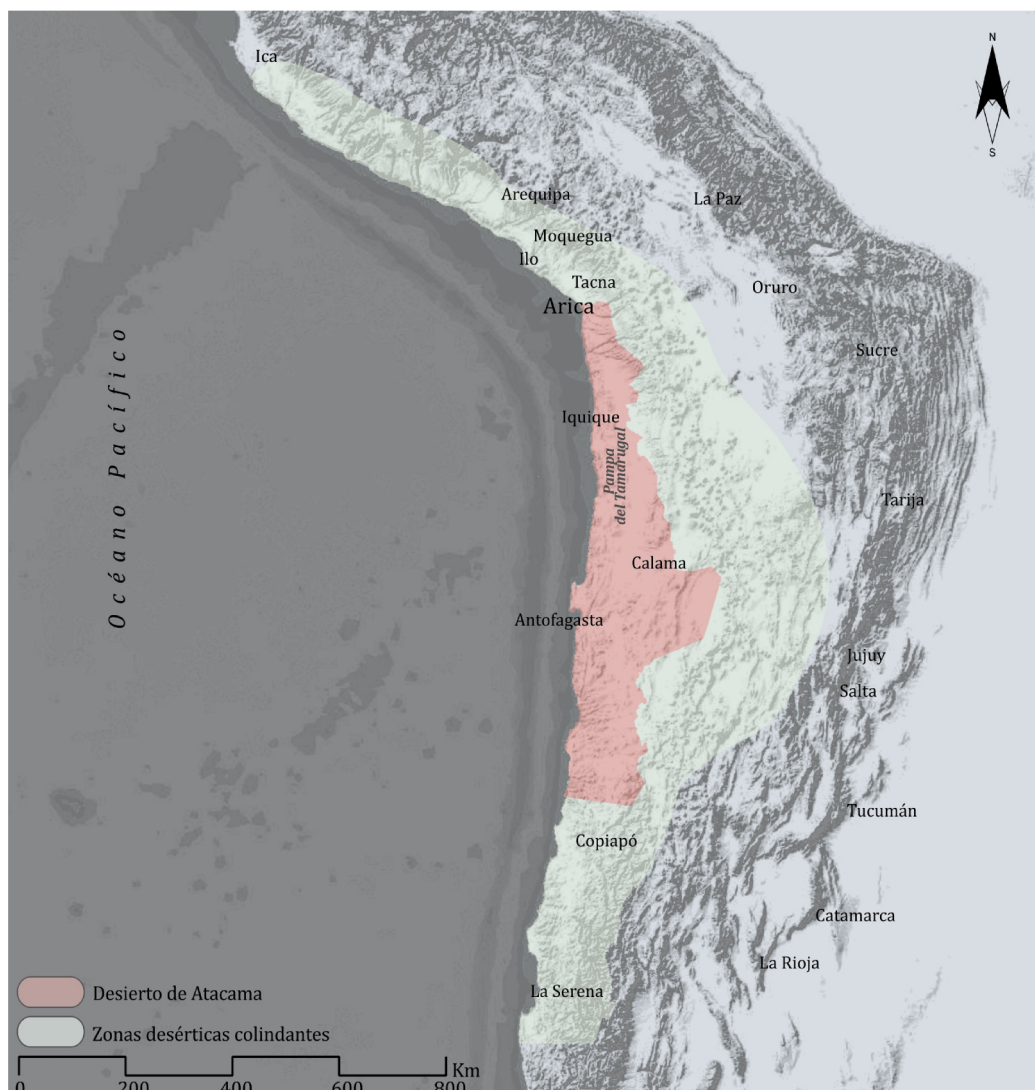 N
S
Ica
Arequipa
La Paz
Moquegua
Ilo
Tacna
Oruro
Arica
Sucre
Iquique
Pampa
del Tamarugal
Tarija
Calama
Océano Pacífico
Antofagasta
Jujuy
Salta
Tucumán
Copiapó
Catamarca
La Rioja
La Serena
Desierto de Atacama
Zonas desérticas colindantes
Km
0 200 400 600 800